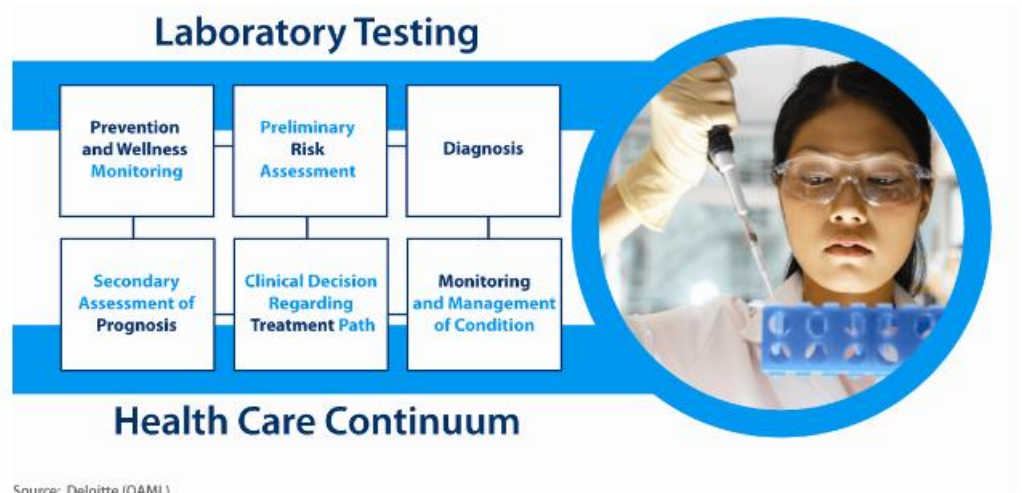 Laboratory Testing
Prevention
and Wellness
Monitoring
Preliminary
Risk
Assessment
Diagnosis
Secondary
Assessment of
Prognosis
Clinical Decision
Regarding
Treatment Path
Monitoring
and Management
of Condition
Health Care Continuum
Source: Deloitte (OAML)